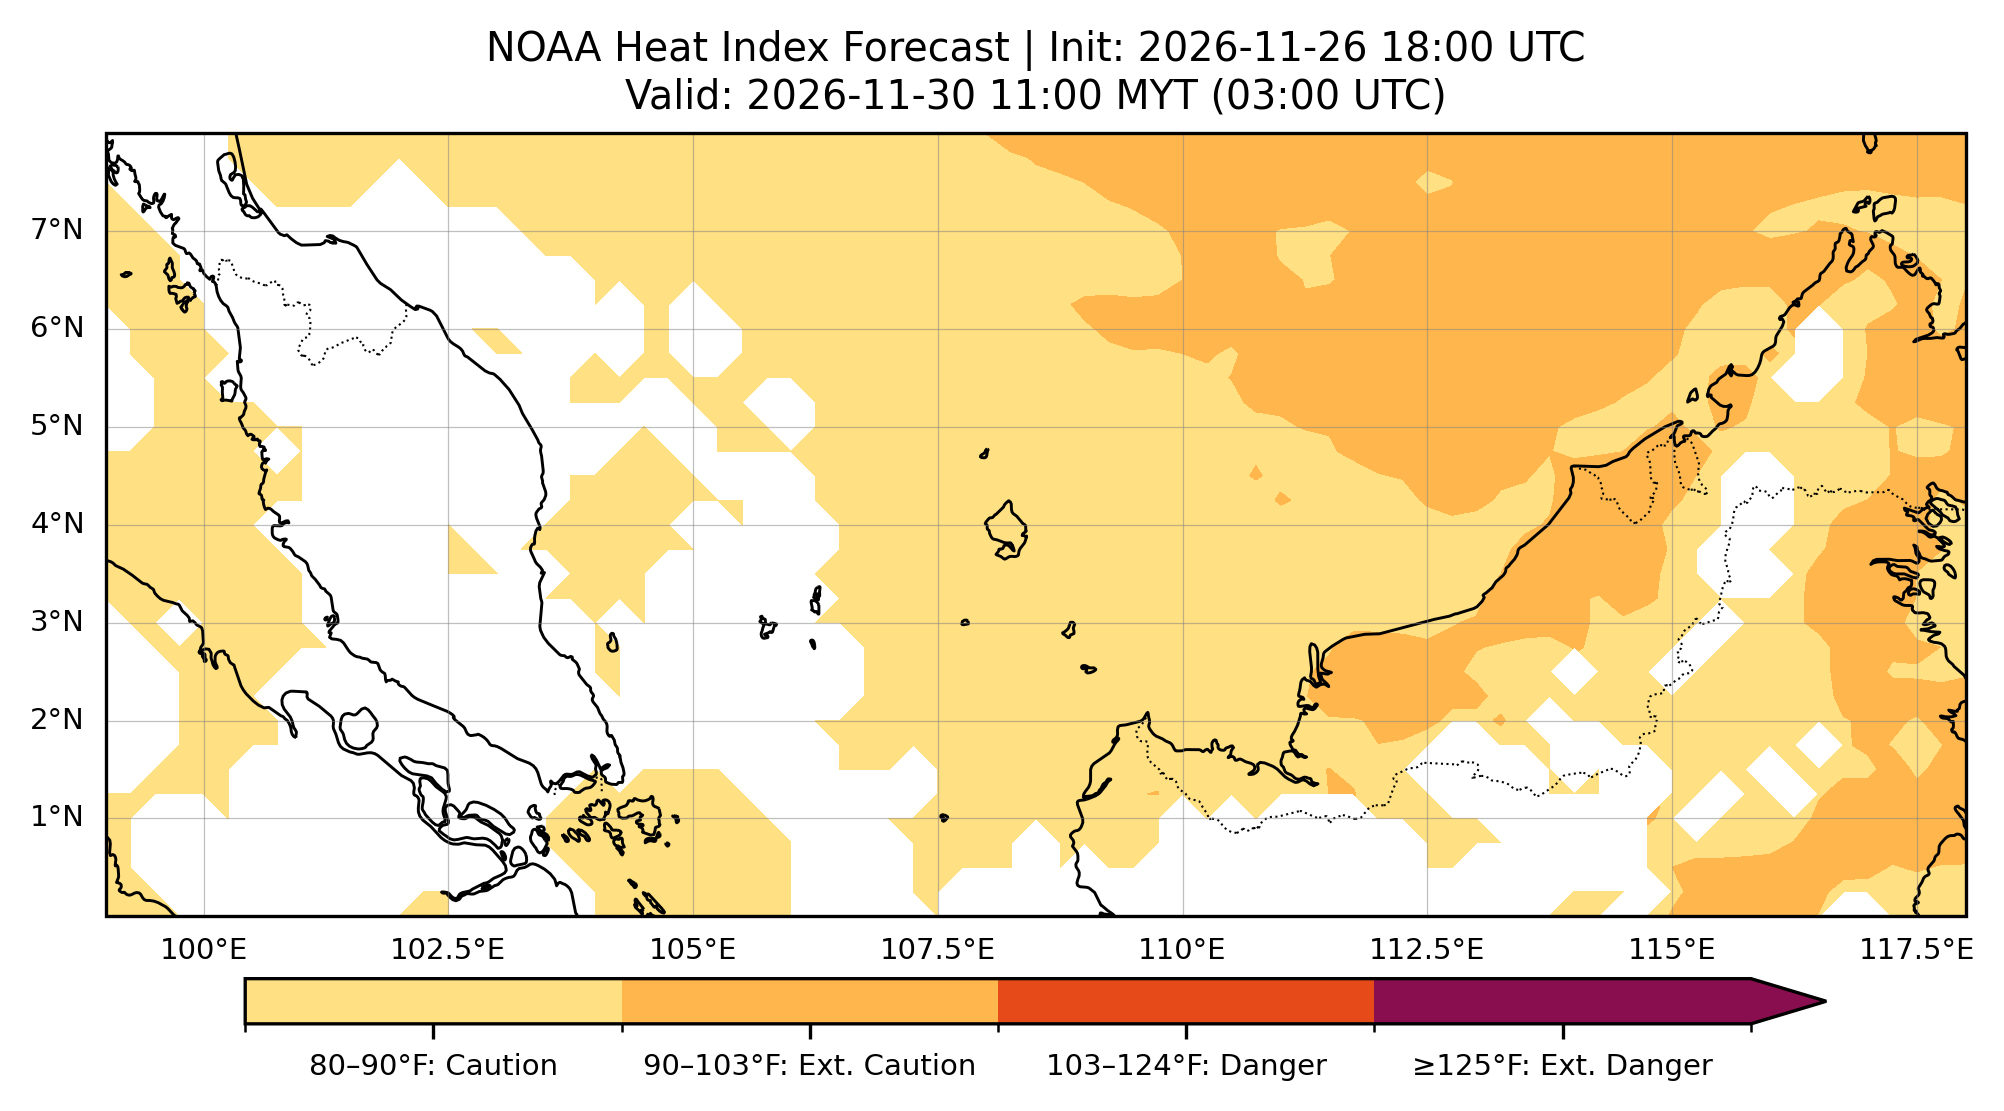 NOAA Heat Index Forecast | Init: 2026-11-26 18:00 UTC
Valid: 2026-11-30 11:00 MYT (03:00 UTC)
7°N
6°N
5°N
4°N
3°N
2°N
1°N
100°E
102.5°E
105°E
107.5°E
110°E
112.5°E
115°E
117.5°E
80–90°F: Caution
90–103°F: Ext. Caution
103–124°F: Danger
≥125°F: Ext. Danger